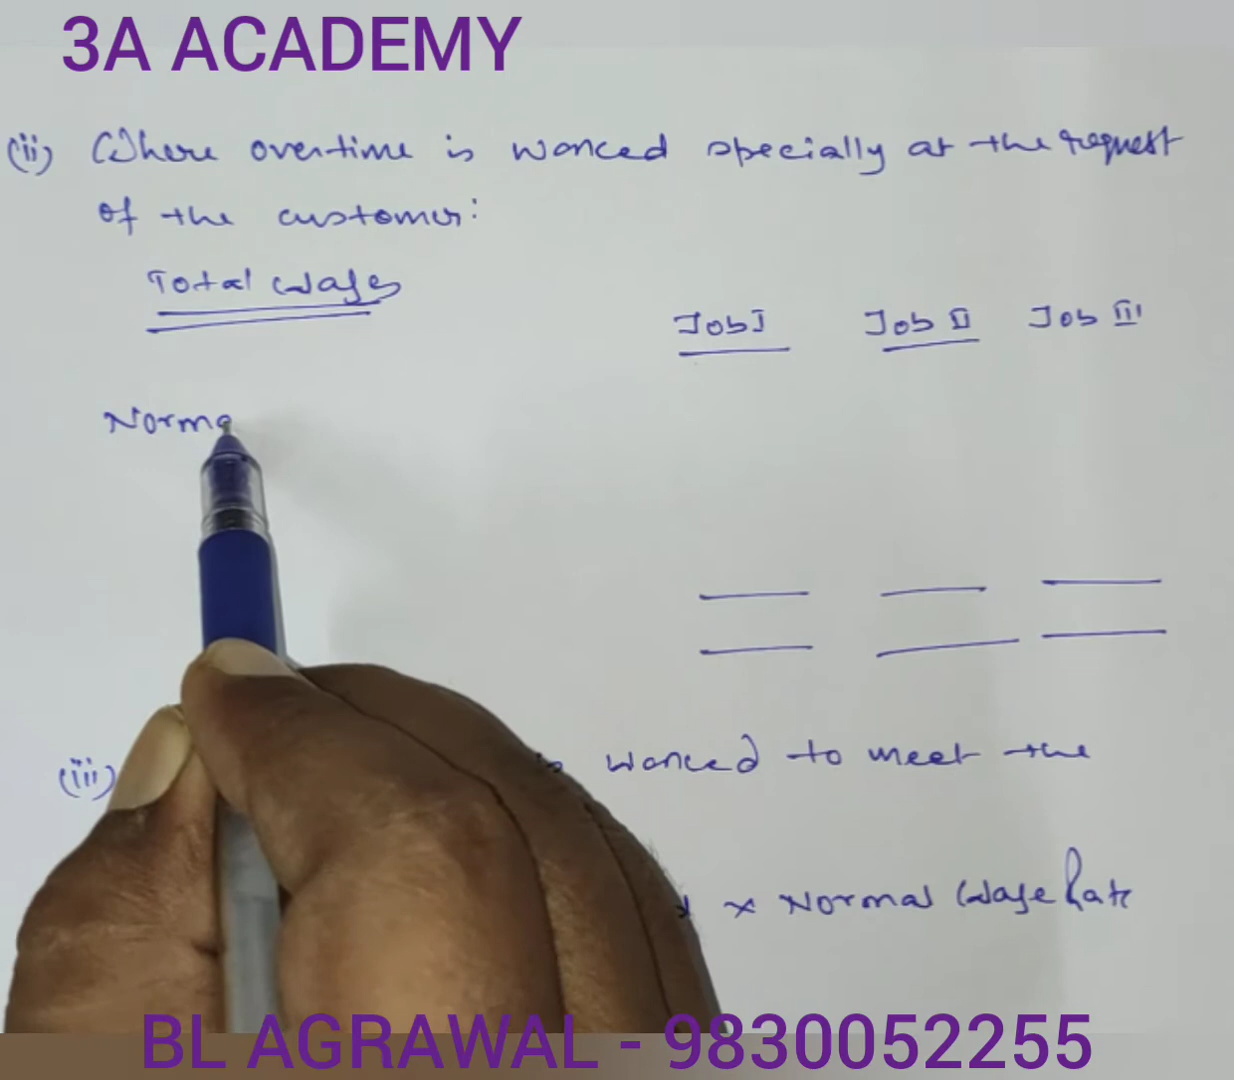 3A ACADEMY
(ii) Where overtime is worked specially at the request
of the customer:
Total Wages
Job I Job II Job III
Norma
(iii) worked to meet the
x Normal Wage Rate
BL AGRAWAL - 9830052255